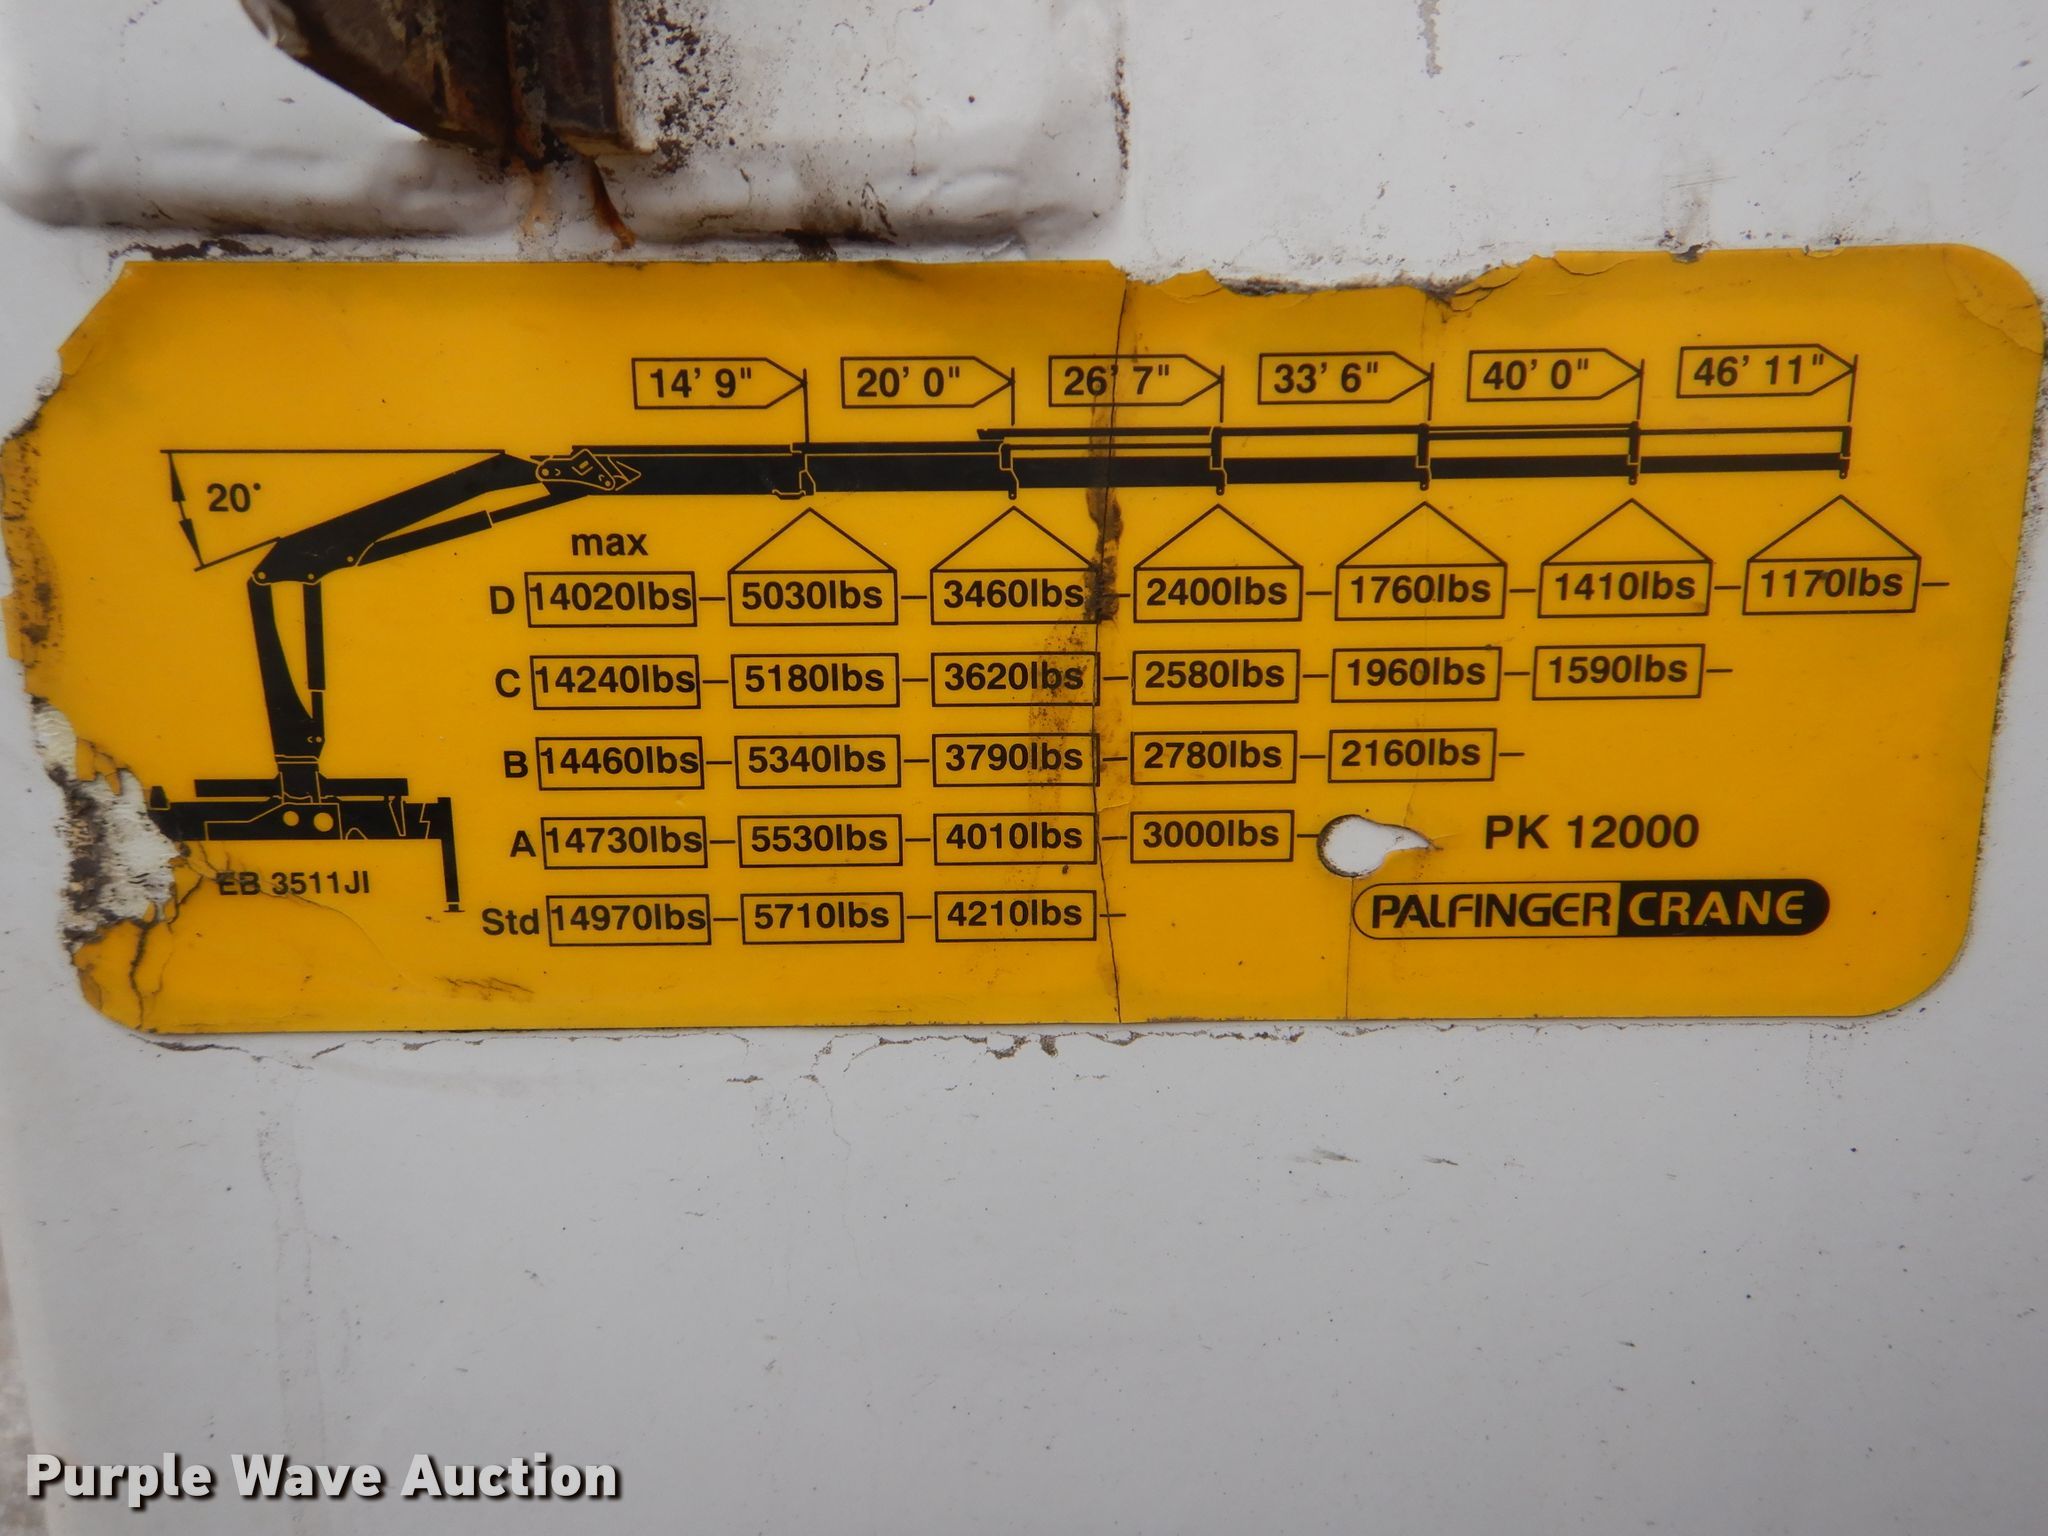 14' 9" 20' 0" 26' 7" 33' 6" 40' 0" 46' 11"
20°
max
D 14020lbs 5030lbs 3460lbs 2400lbs 1760lbs 1410lbs 1170lbs
C 14240lbs 5180lbs 3620lbs 2580lbs 1960lbs 1590lbs
B 14460lbs 5340lbs 3790lbs 2780lbs 2160lbs
A 14730lbs 5530lbs 4010lbs 3000lbs
PK 12000
EB 3511JI
Std 14970lbs 5710lbs 4210lbs
PALFINGER CRANE
Purple Wave Auction